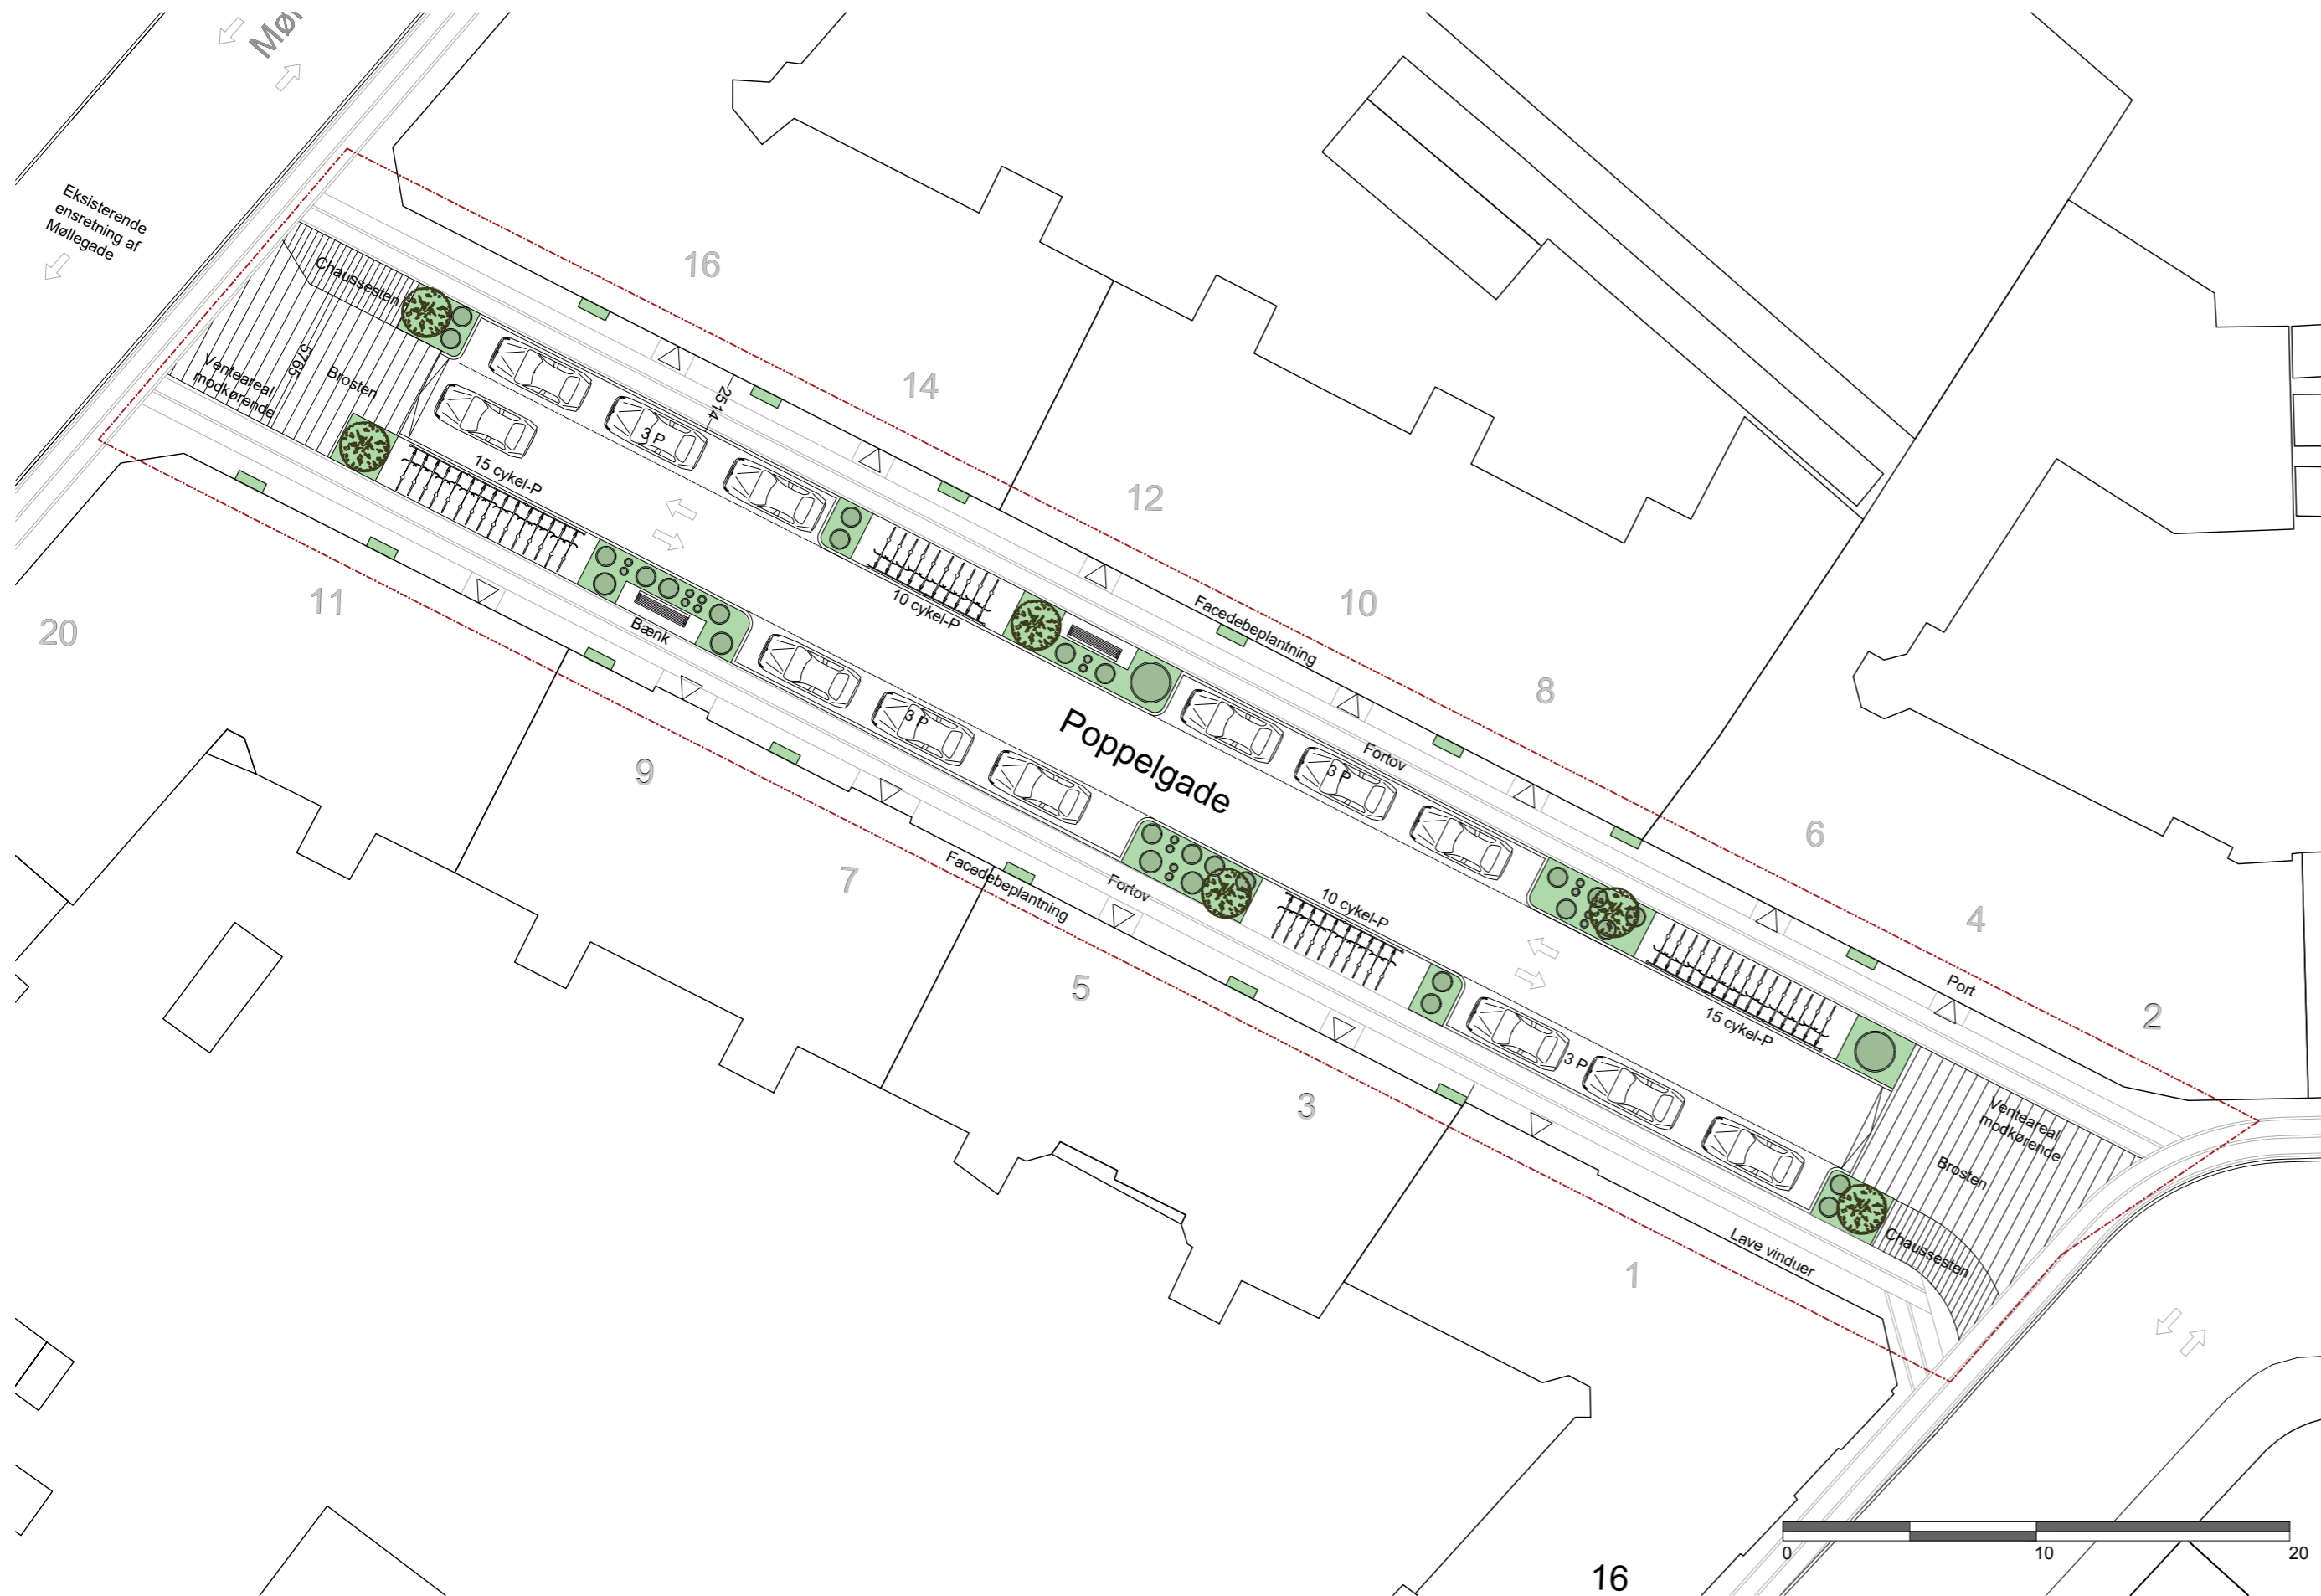 Møl
Eksisterende
ensretning af
Møllegade
16
14
12
10
8
6
4
2
Chaussesten
5765
Venteareal
modkørende
Brosten
3 P
2514
15 cykel-P
10 cykel-P
Facedebeplantning
Bænk
20
11
9
7
5
3
1
3 P
Poppelgade
Fortov
3 P
Facedebeplantning
Fortov
10 cykel-P
Port
15 cykel-P
3 P
Venteareal
modkørende
Brosten
Chaussesten
Lave vinduer
16
0
10
20